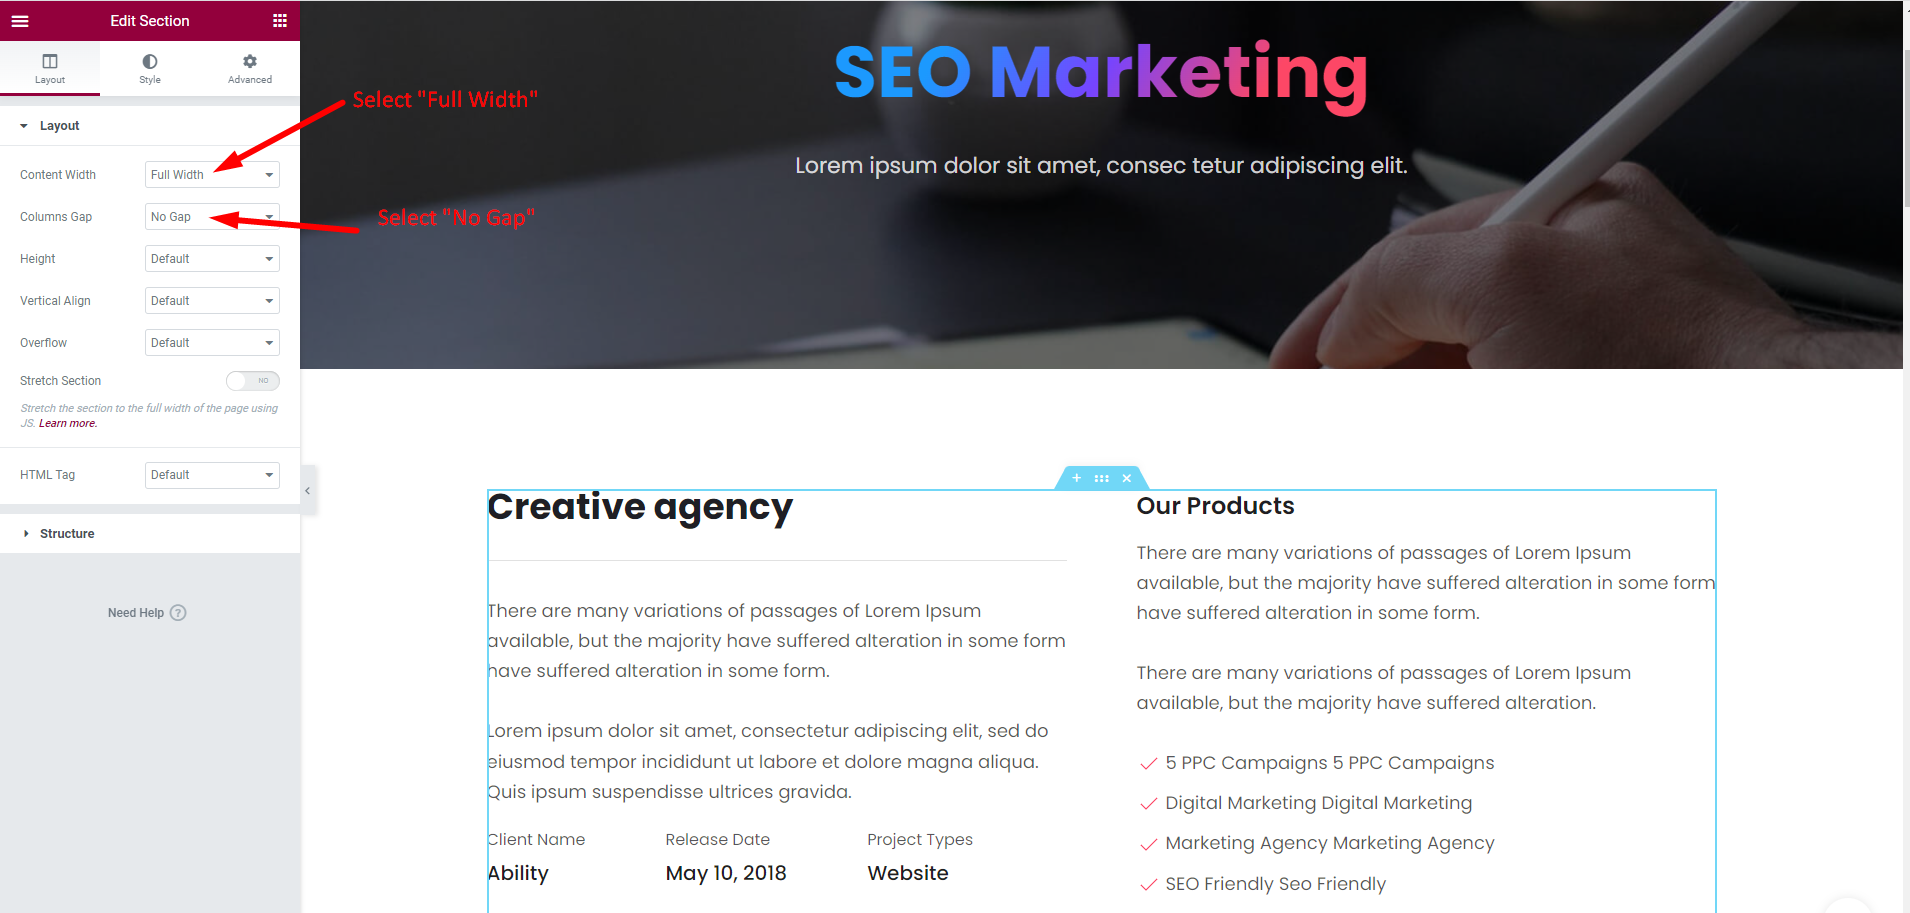 Edit Section
Layout
Style
Advanced
Layout
Content Width
Full Width
Columns Gap
No Gap
Height
Default
Vertical Align
Default
Overflow
Default
Stretch Section
NO
Stretch the section to the full width of the page using
JS. Learn more.
HTML Tag
Default
Structure
Need Help ?
Select "Full Width"
Select "No Gap"
SEO Marketing
Lorem ipsum dolor sit amet, consec tetur adipiscing elit.
Creative agency
There are many variations of passages of Lorem Ipsum
available, but the majority have suffered alteration in some form
have suffered alteration in some form.
Lorem ipsum dolor sit amet, consectetur adipiscing elit, sed do
eiusmod tempor incididunt ut labore et dolore magna aliqua.
Quis ipsum suspendisse ultrices gravida.
Client Name
Ability
Release Date
May 10, 2018
Project Types
Website
Our Products
There are many variations of passages of Lorem Ipsum
available, but the majority have suffered alteration in some form
have suffered alteration in some form.
There are many variations of passages of Lorem Ipsum
available, but the majority have suffered alteration.
5 PPC Campaigns 5 PPC Campaigns
Digital Marketing Digital Marketing
Marketing Agency Marketing Agency
SEO Friendly Seo Friendly